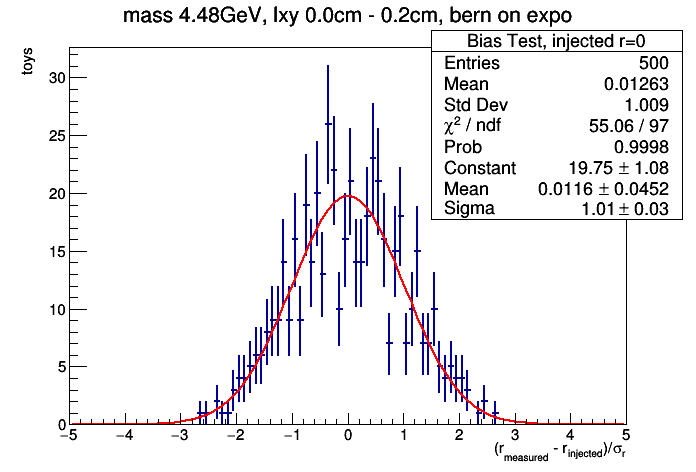 mass 4.48GeV, lxy 0.0cm - 0.2cm, bern on expo
toys
Bias Test, injected r=0
Entries 500
Mean 0.01263
Std Dev 1.009
χ² / ndf 55.06 / 97
Prob 0.9998
Constant 19.75 ± 1.08
Mean 0.0116 ± 0.0452
Sigma 1.01 ± 0.03
30
25
20
15
10
5
0
−5 −4 −3 −2 −1 0 1 2 3 4 5
(r_measured - r_injected)/σ_r